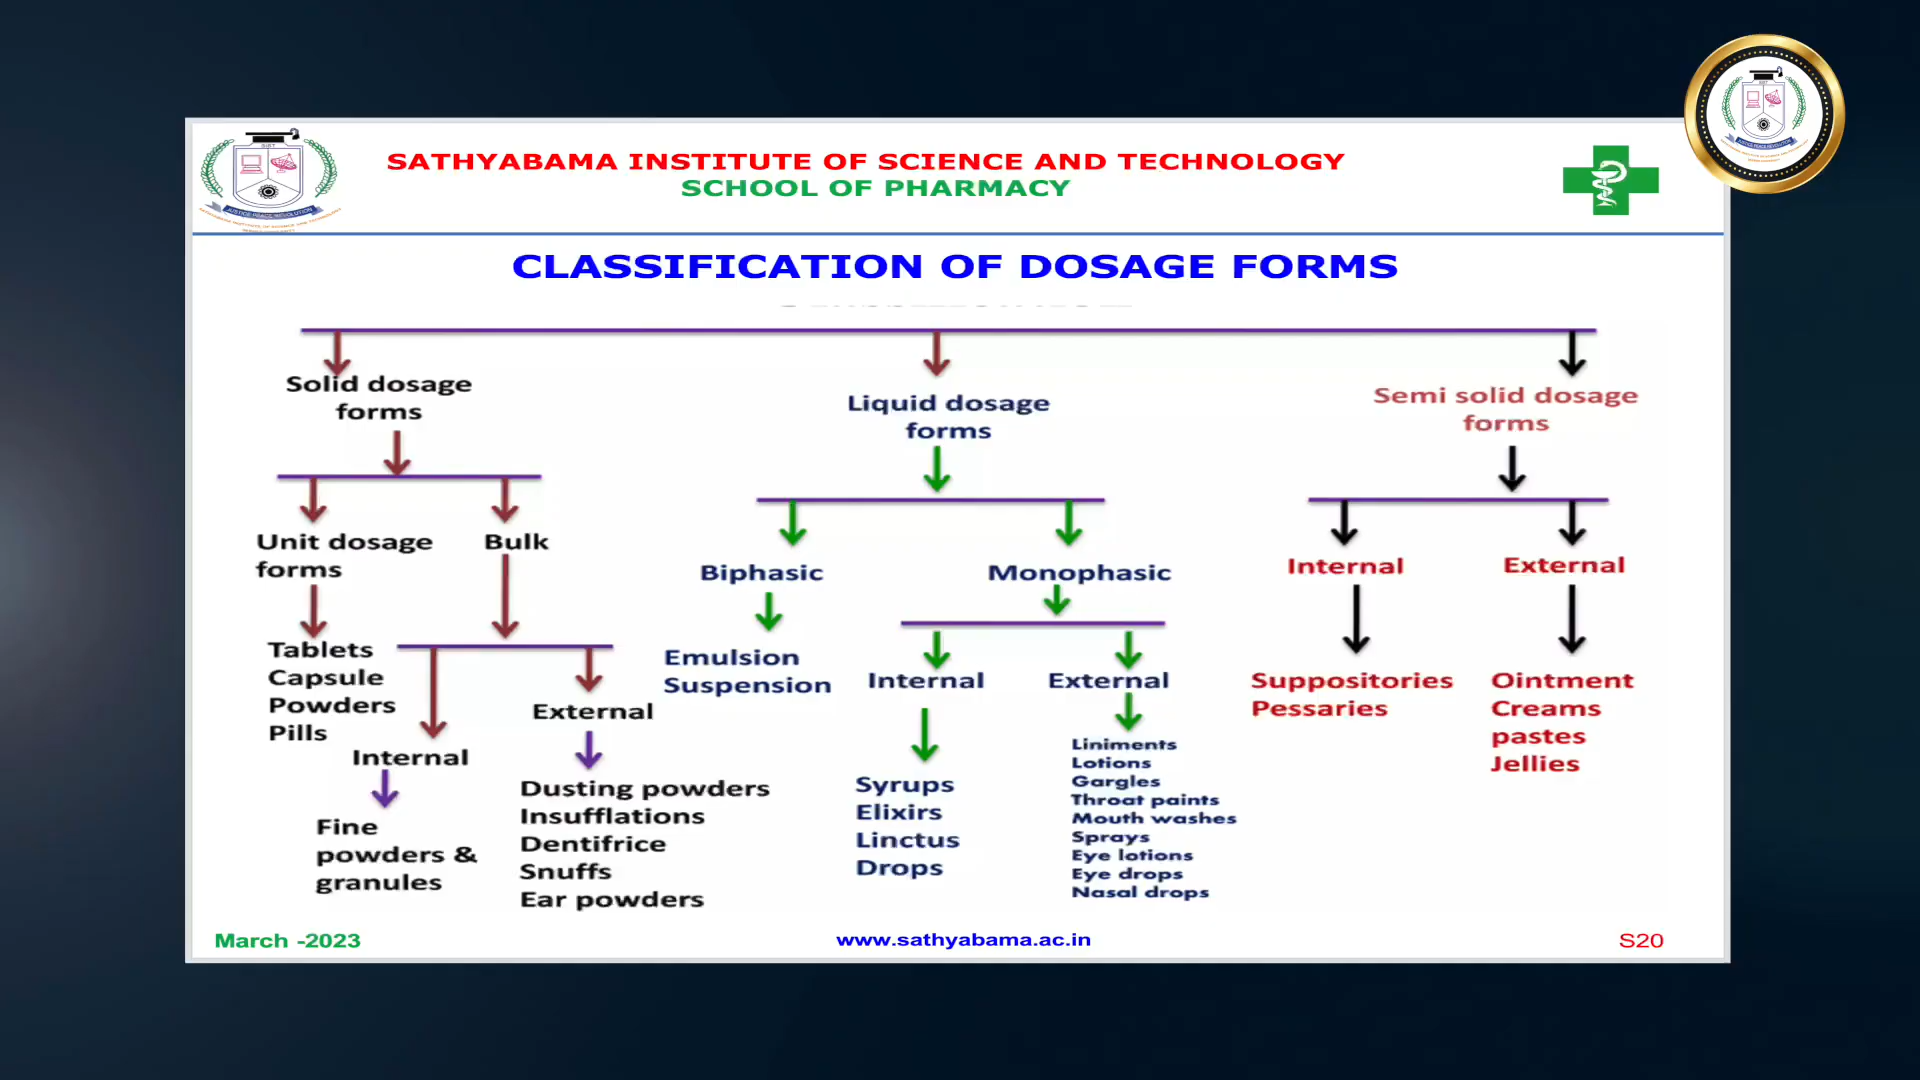 SATHYABAMA INSTITUTE OF SCIENCE AND TECHNOLOGY
SCHOOL OF PHARMACY
CLASSIFICATION OF DOSAGE FORMS
Solid dosage
forms
Unit dosage
forms
Tablets
Capsule
Powders
Pills
Bulk
Internal
Fine
powders &
granules
External
Dusting powders
Insufflations
Dentifrice
Snuffs
Ear powders
Liquid dosage
forms
Biphasic
Emulsion
Suspension
Monophasic
Internal
Syrups
Elixirs
Linctus
Drops
External
Liniments
Lotions
Gargles
Throat paints
Mouth washes
Sprays
Eye lotions
Eye drops
Nasal drops
Semi solid dosage
forms
Internal
Suppositories
Pessaries
External
Ointment
Creams
pastes
Jellies
March -2023
www.sathyabama.ac.in
S20
SIST
JUSTICE PEACE REVOLUTION